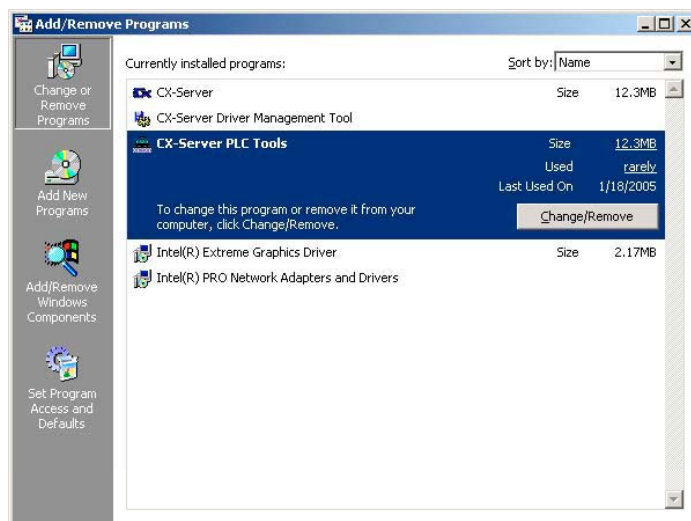 Add/Remove Programs
Change or
Remove
Programs
Add New
Programs
Add/Remove
Windows
Components
Set Program
Access and
Defaults
Currently installed programs:
Sort by: Name
CX-Server Size 12.3MB
CX-Server Driver Management Tool
CX-Server PLC Tools Size 12.3MB
Used rarely
Last Used On 1/18/2005
To change this program or remove it from your
computer, click Change/Remove.
Change/Remove
Intel(R) Extreme Graphics Driver Size 2.17MB
Intel(R) PRO Network Adapters and Drivers